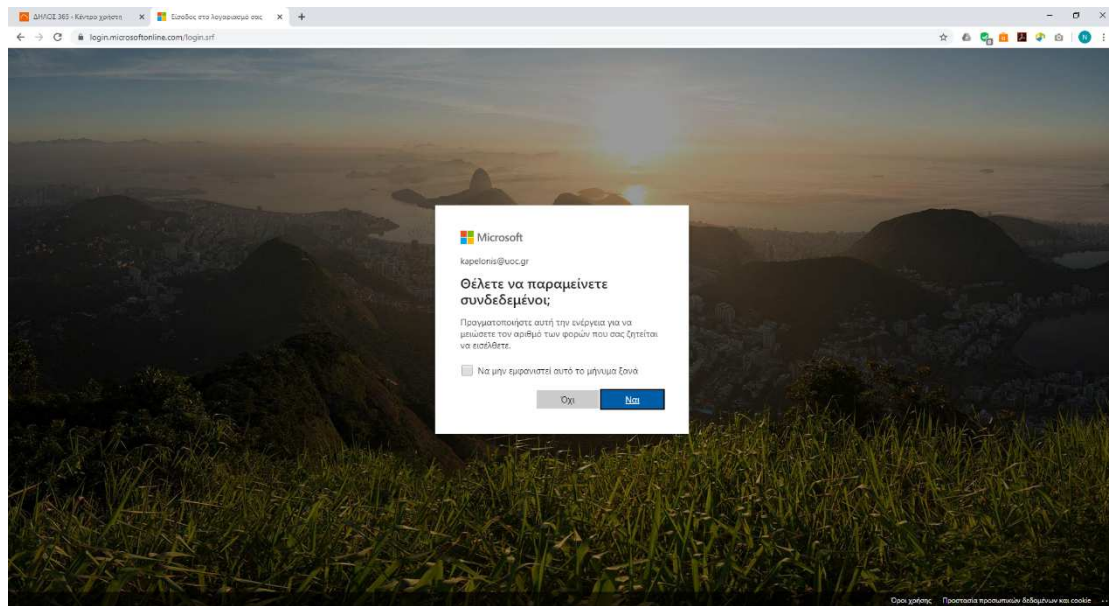 ΔΗΛΟΣ 365 - Κέντρο χρήστη
Είσοδος στο λογαριασμό σας
login.microsoftonline.com/login.srf
N
Microsoft
kapelonis@uoc.gr
Θέλετε να παραμείνετε
συνδεδεμένοι;
Πραγματοποιήστε αυτή την ενέργεια για να
μειώσετε τον αριθμό των φορών που σας ζητείται
να εισέλθετε.
Να μην εμφανιστεί αυτό το μήνυμα ξανά
Όχι Ναι
Όροι χρήσης Προστασία προσωπικών δεδομένων και cookie